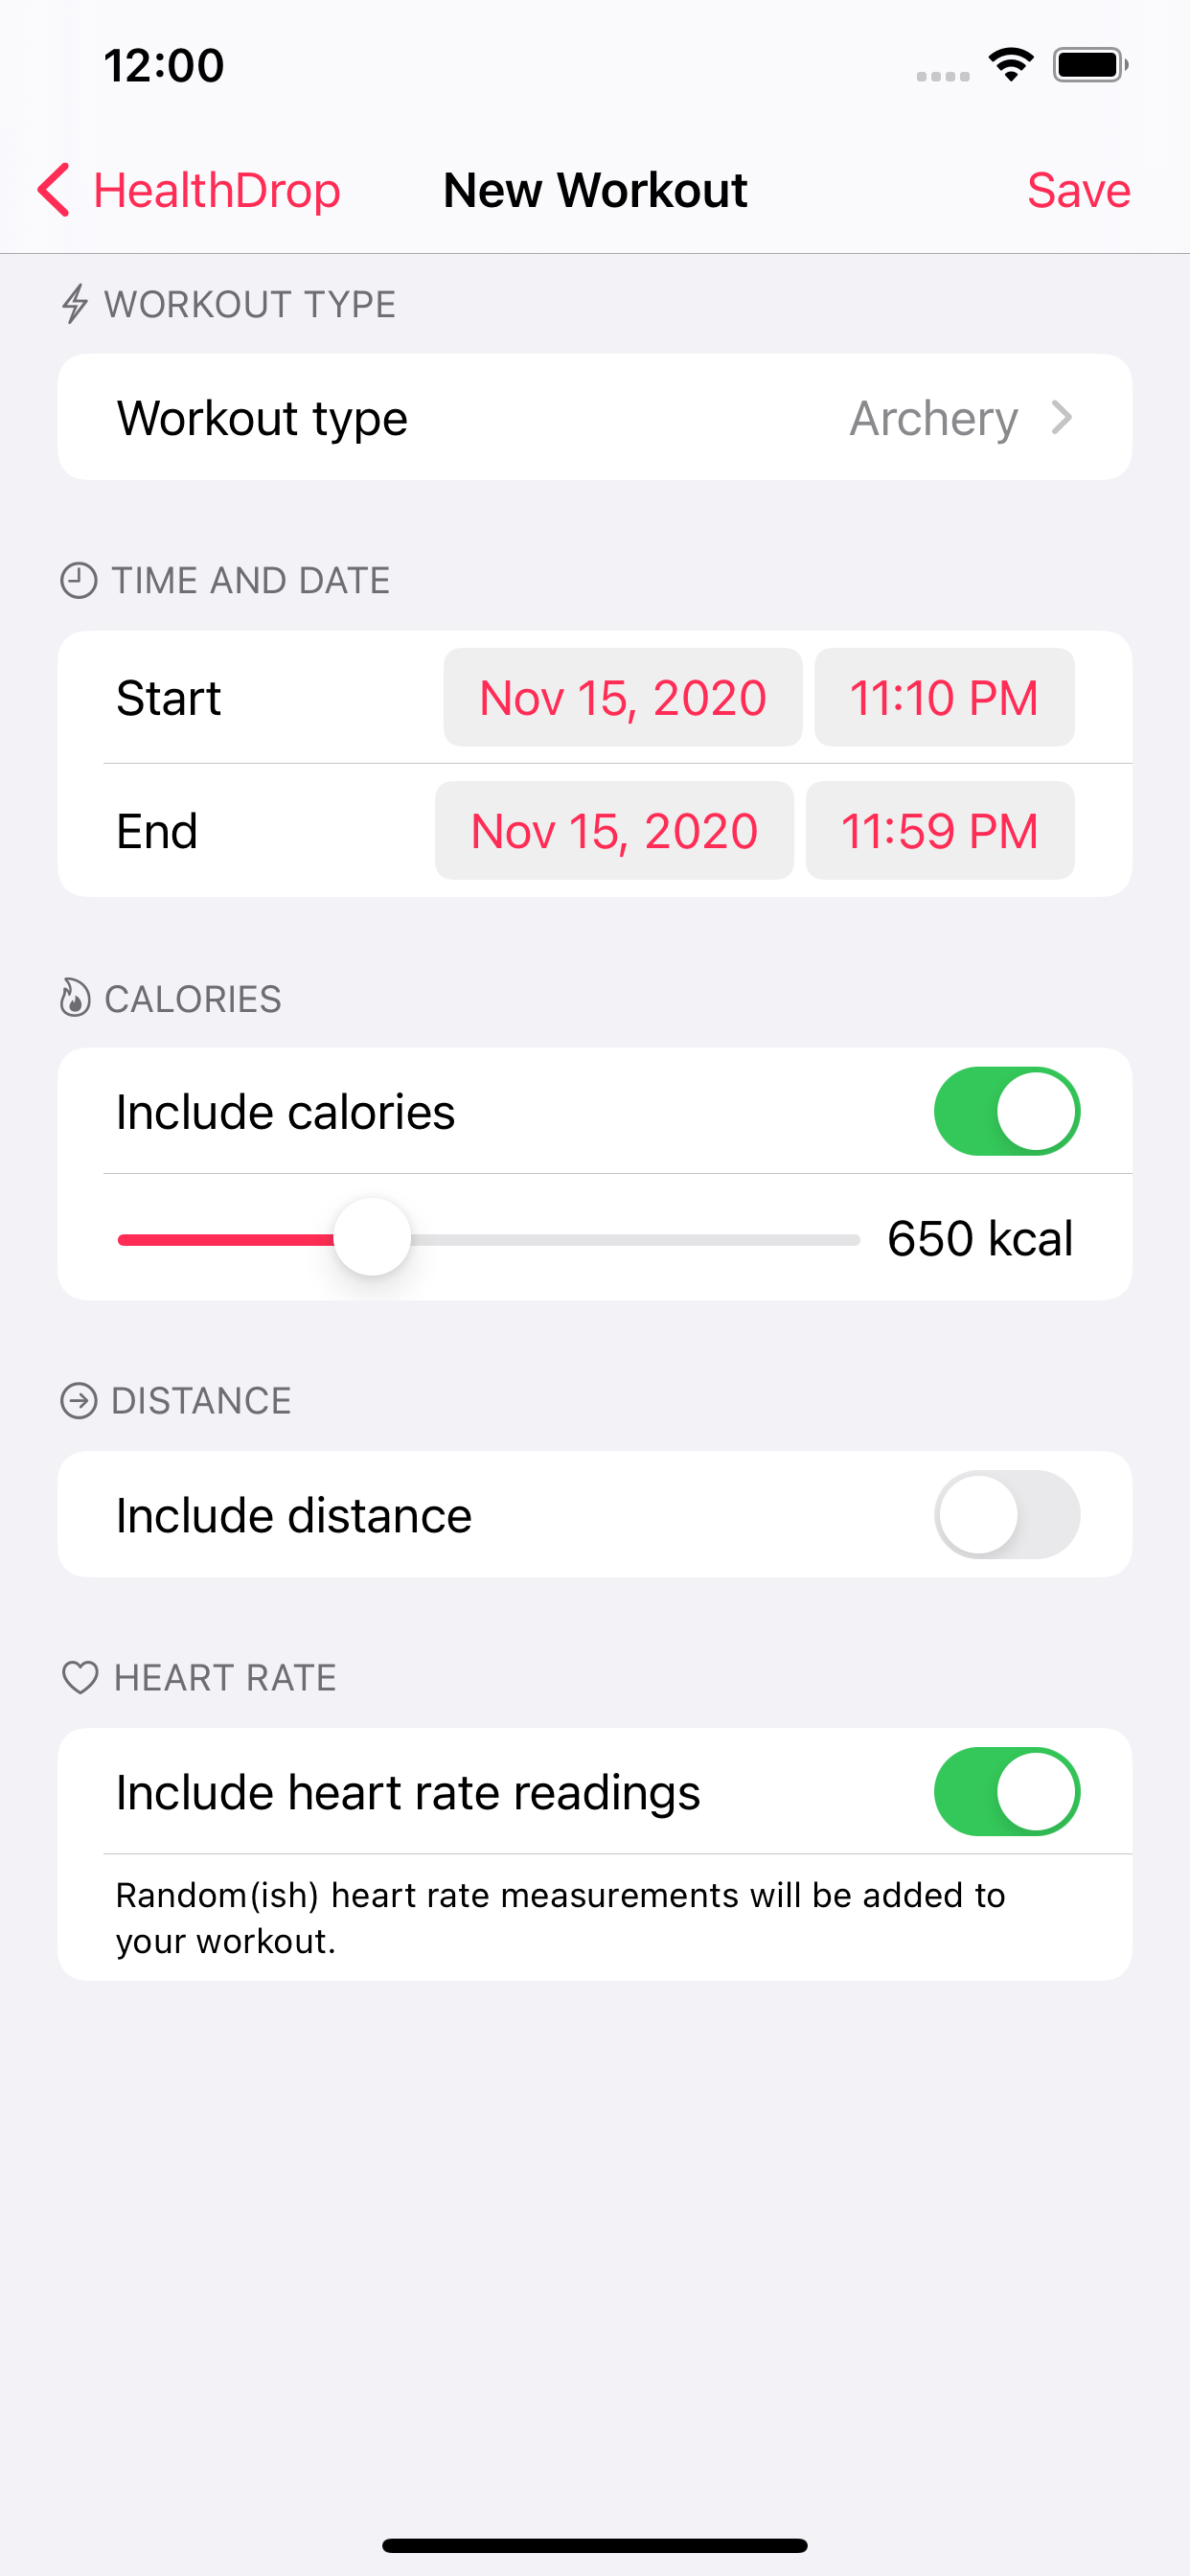 12:00
HealthDrop New Workout Save
WORKOUT TYPE
Workout type Archery
TIME AND DATE
Start Nov 15, 2020 11:10 PM
End Nov 15, 2020 11:59 PM
CALORIES
Include calories
650 kcal
DISTANCE
Include distance
HEART RATE
Include heart rate readings
Random(ish) heart rate measurements will be added to
your workout.